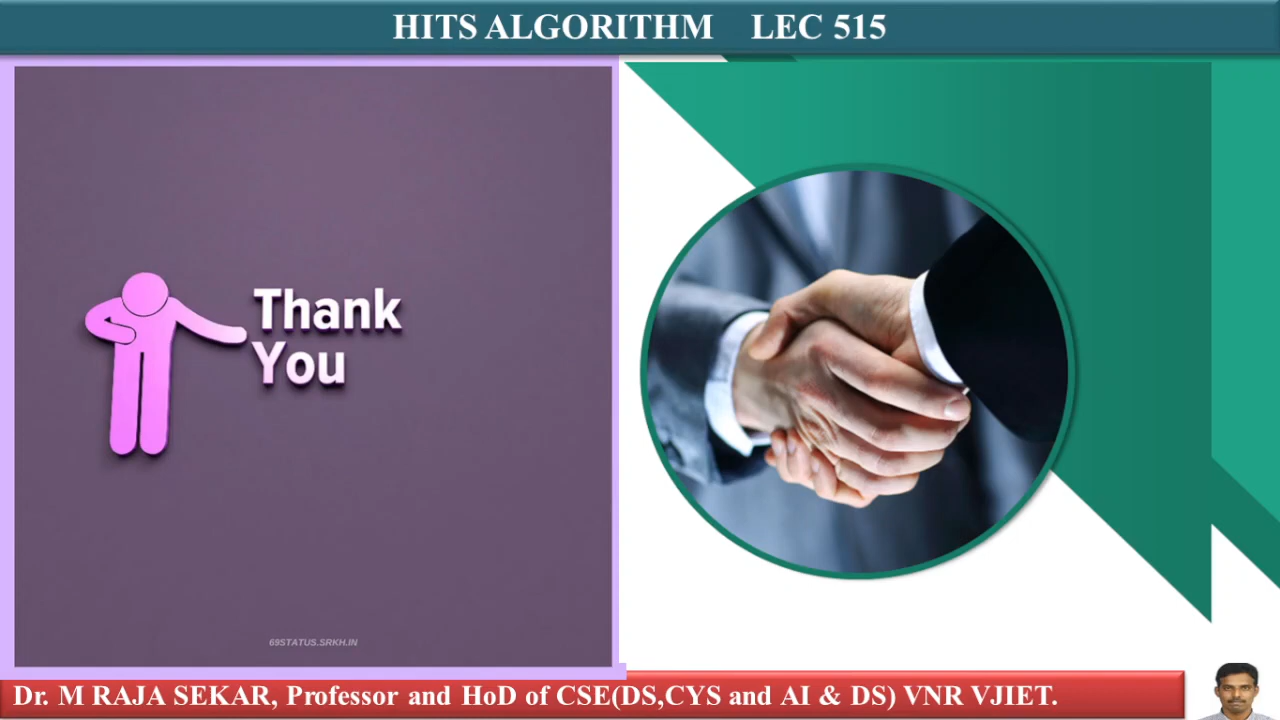 HITS ALGORITHM LEC 515
Thank
You
69STATUS.SRKH.IN
Dr. M RAJA SEKAR, Professor and HoD of CSE(DS,CYS and AI & DS) VNR VJIET.